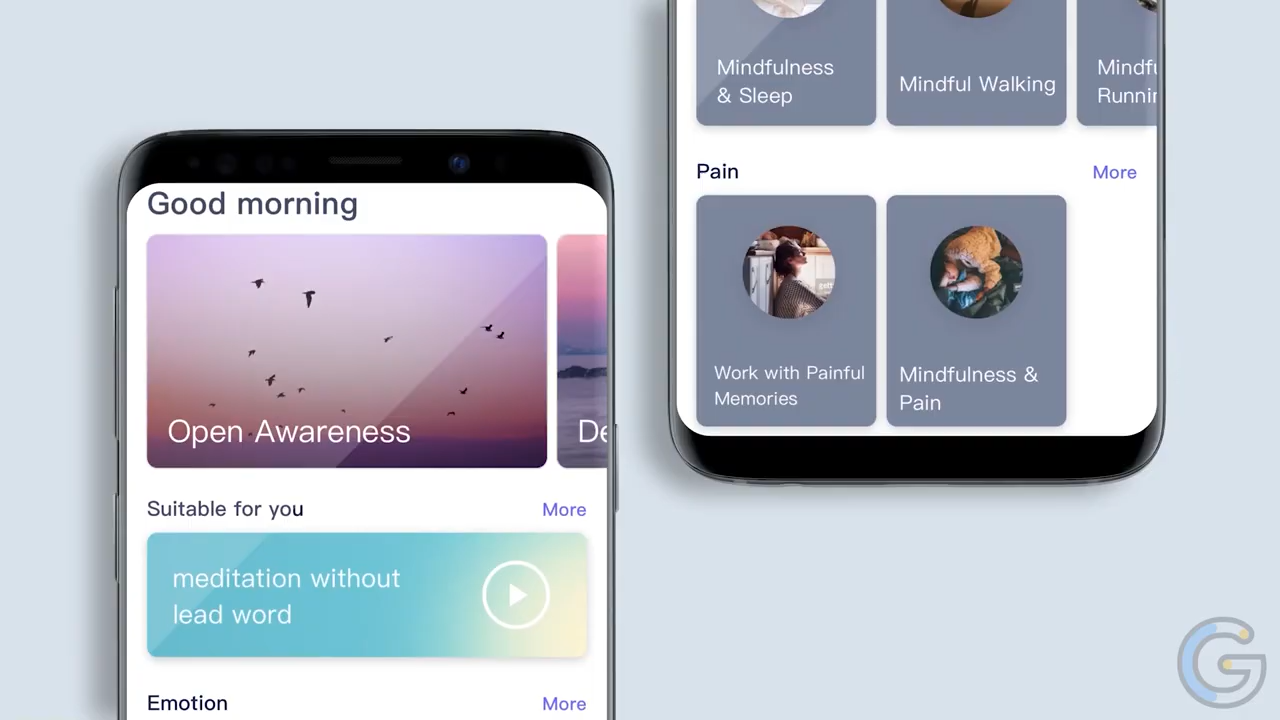 Good morning
Open Awareness
Suitable for you
More
meditation without
lead word
Emotion
More
Mindfulness
& Sleep
Mindful Walking
Pain
More
Work with Painful
Memories
Mindfulness &
Pain